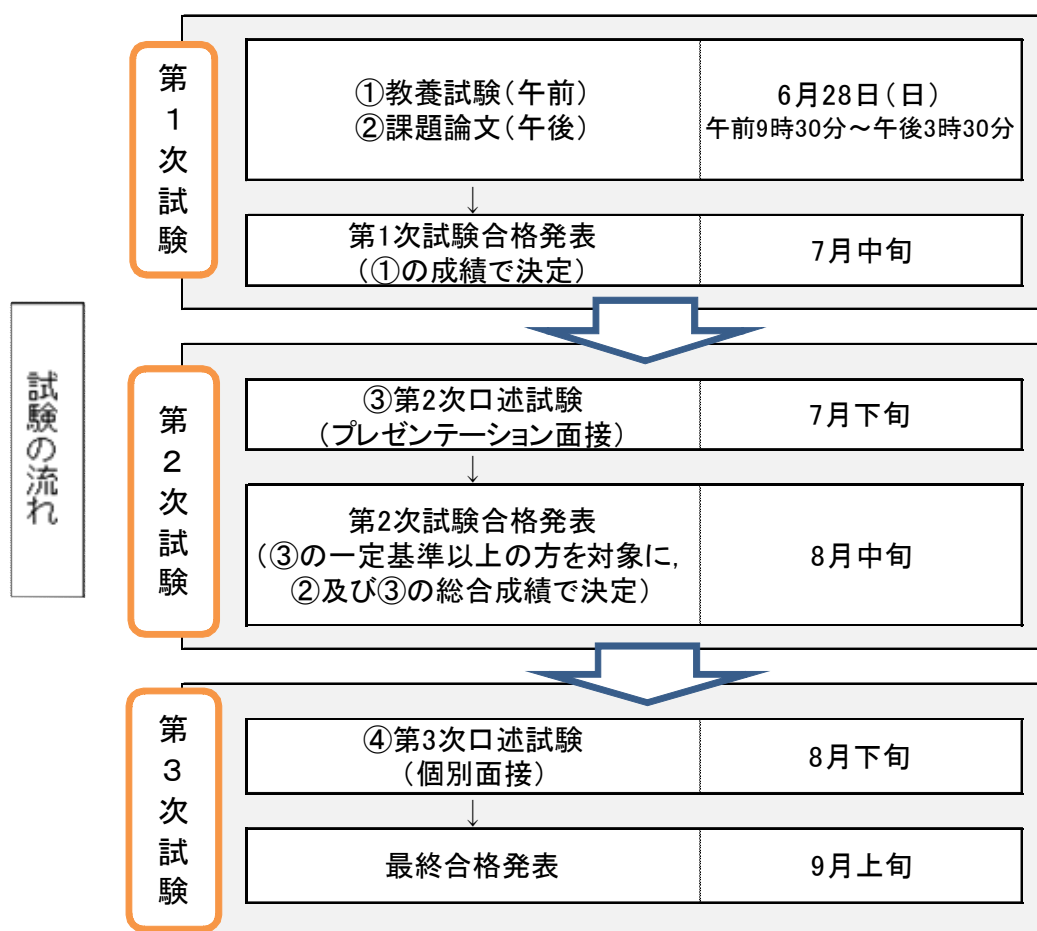 試験の流れ
第1次試験
①教養試験(午前)
②課題論文(午後)
6月28日(日)
午前9時30分～午後3時30分
↓
第1次試験合格発表
(①の成績で決定)
7月中旬
第2次試験
③第2次口述試験
(プレゼンテーション面接)
7月下旬
↓
第2次試験合格発表
(③の一定基準以上の方を対象に,
②及び③の総合成績で決定)
8月中旬
第3次試験
④第3次口述試験
(個別面接)
8月下旬
↓
最終合格発表
9月上旬